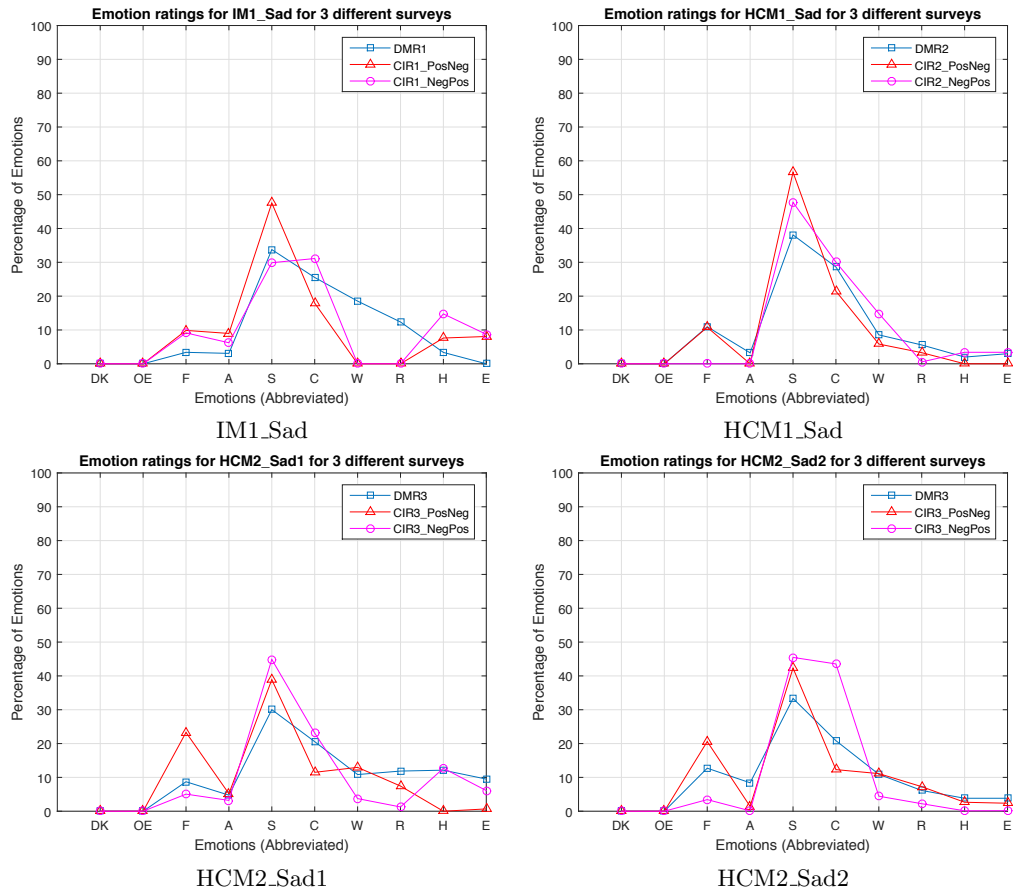 Emotion ratings for IM1_Sad for 3 different surveys
100
90
80
70
60
50
40
30
20
10
0
Percentage of Emotions
DMR1
CIR1_PosNeg
CIR1_NegPos
DK OE F A S C W R H E
Emotions (Abbreviated)
IM1_Sad
Emotion ratings for HCM1_Sad for 3 different surveys
100
90
80
70
60
50
40
30
20
10
0
Percentage of Emotions
DMR2
CIR2_PosNeg
CIR2_NegPos
DK OE F A S C W R H E
Emotions (Abbreviated)
HCM1_Sad
Emotion ratings for HCM2_Sad1 for 3 different surveys
100
90
80
70
60
50
40
30
20
10
0
Percentage of Emotions
DMR3
CIR3_PosNeg
CIR3_NegPos
DK OE F A S C W R H E
Emotions (Abbreviated)
HCM2_Sad1
Emotion ratings for HCM2_Sad2 for 3 different surveys
100
90
80
70
60
50
40
30
20
10
0
Percentage of Emotions
DMR3
CIR3_PosNeg
CIR3_NegPos
DK OE F A S C W R H E
Emotions (Abbreviated)
HCM2_Sad2